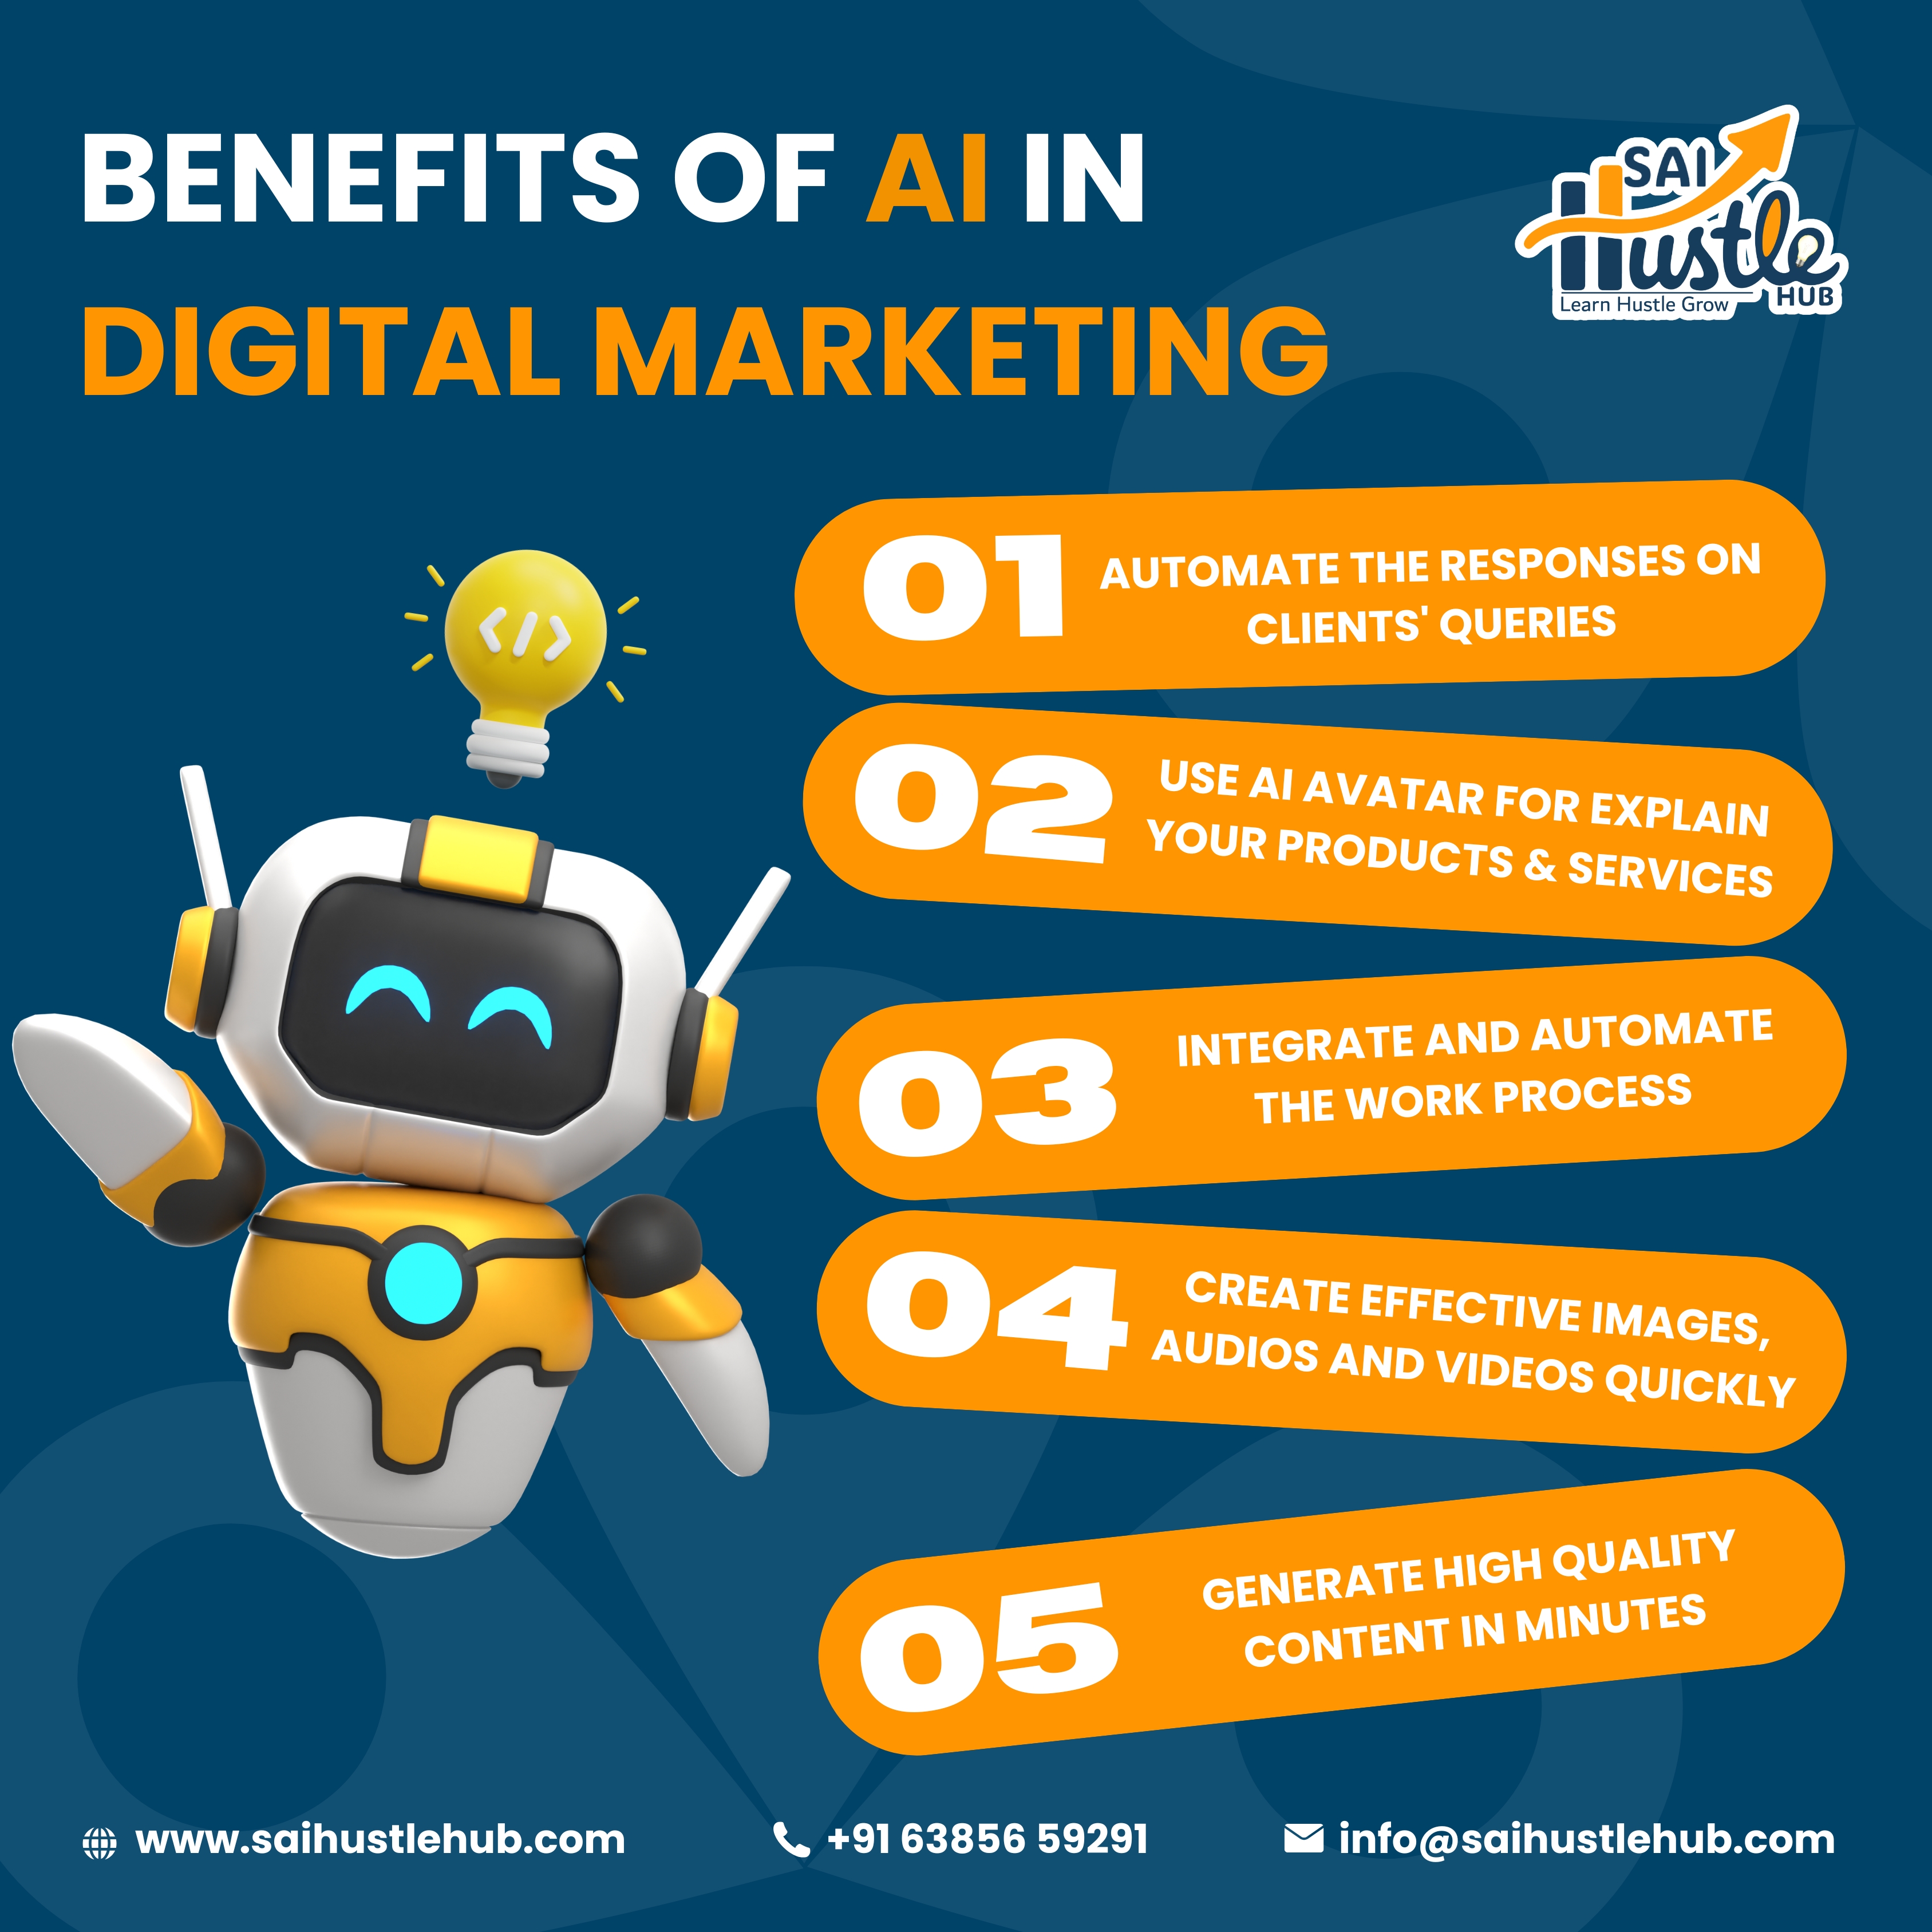 BENEFITS OF AI IN
DIGITAL MARKETING
SAI
Hustle
HUB
Learn Hustle Grow
</>
01
AUTOMATE THE RESPONSES ON
CLIENTS' QUERIES
02
USE AI AVATAR FOR EXPLAIN
YOUR PRODUCTS & SERVICES
03
INTEGRATE AND AUTOMATE
THE WORK PROCESS
04
CREATE EFFECTIVE IMAGES,
AUDIOS AND VIDEOS QUICKLY
05
GENERATE HIGH QUALITY
CONTENT IN MINUTES
www.saihustlehub.com
+91 63856 59291
info@saihustlehub.com